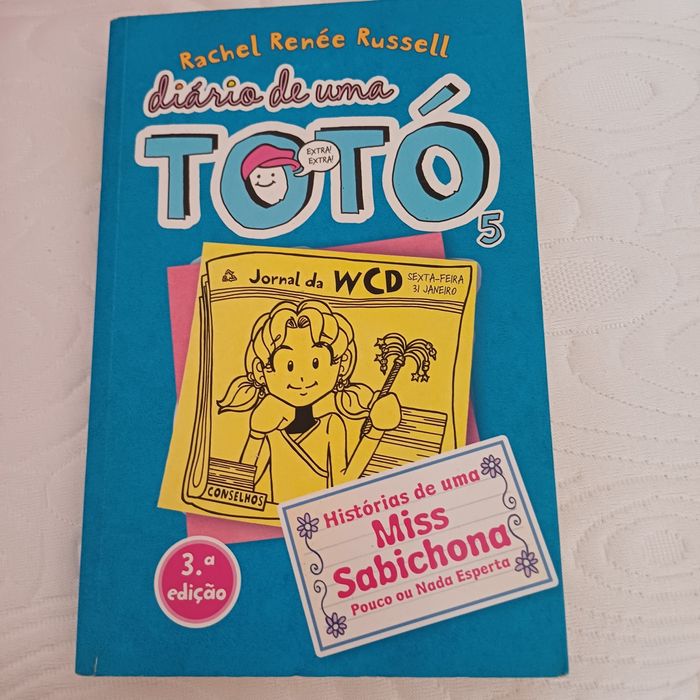 Rachel Renée Russell
diário de uma
TOTÓ
EXTRA!
EXTRA!
5
Jornal da WCD
SEXTA-FEIRA
31 JANEIRO
CONSELHOS
Histórias de uma
Miss
Sabichona
Pouco ou Nada Esperta
3.ª
edição